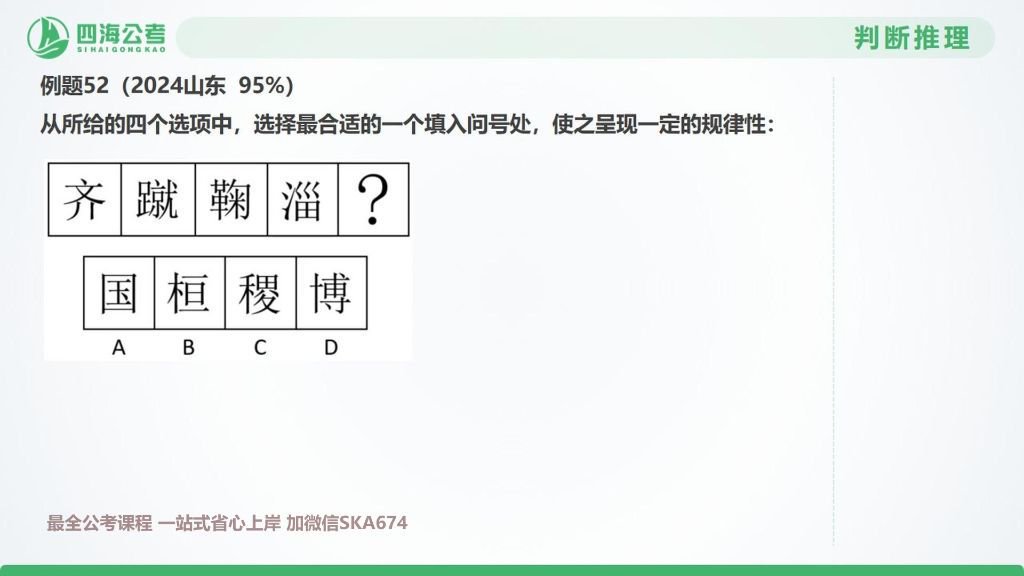 四海公考
SIHAIGONGKAO
判断推理
例题52（2024山东 95%）
从所给的四个选项中，选择最合适的一个填入问号处，使之呈现一定的规律性：
齐 蹴 鞠 淄 ?
国 桓 稷 博
A B C D
最全公考课程 一站式省心上岸 加微信SKA674